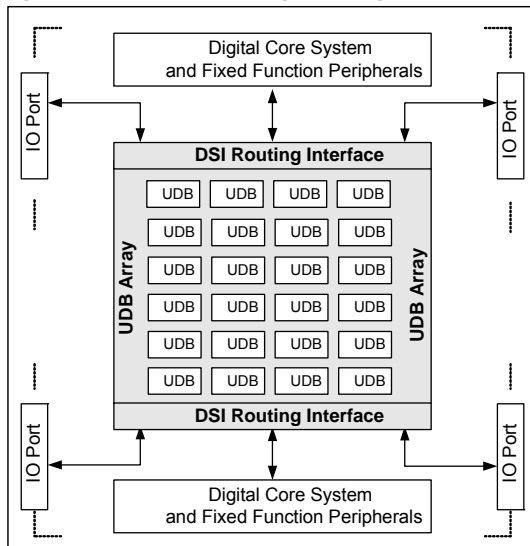 Digital Core System
and Fixed Function Peripherals
IO Port
IO Port
DSI Routing Interface
UDB Array
UDB UDB UDB UDB
UDB UDB UDB UDB
UDB UDB UDB UDB
UDB UDB UDB UDB
UDB UDB UDB UDB
UDB UDB UDB UDB
UDB Array
DSI Routing Interface
IO Port
IO Port
Digital Core System
and Fixed Function Peripherals